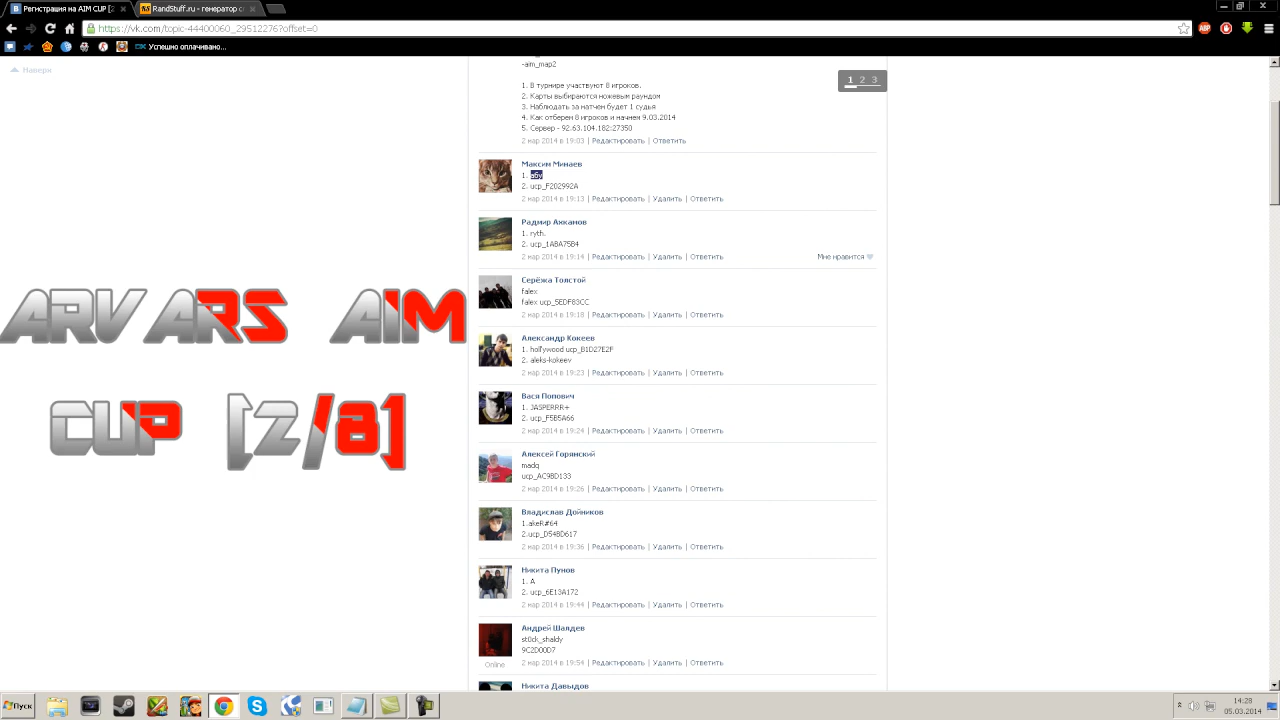 Регистрация на AIM CUP [2
RandStuff.ru - генератор с
https://vk.com/topic-44400060_29512276?offset=0
Успешно оплачивано...
Наверх
-aim_map2
1 2 3
1. В турнире участвуют 8 игроков.
2. Карты выбираются ножевым раундом
3. Наблюдать за матчем будет 1 судья
4. Как отберем 8 игроков и начнем 9.03.2014
5. Сервер - 92.63.104.182:27350
2 мар 2014 в 19:03 | Редактировать | Ответить
Максим Минаев
1. абу
2. ucp_F202992A
2 мар 2014 в 19:13 | Редактировать | Удалить | Ответить
Радмир Ахкамов
1. ryth.
2. ucp_1A8A75B4
2 мар 2014 в 19:14 | Редактировать | Удалить | Ответить
Мне нравится
Серёжа Толстой
falex
falex ucp_5EDF83CC
2 мар 2014 в 19:18 | Редактировать | Удалить | Ответить
ARVARS AIM
CUP [2/8]
Александр Кокеев
1. hollywood ucp_81D27E2F
2. aleks-kokeev
2 мар 2014 в 19:23 | Редактировать | Удалить | Ответить
Вася Попович
1. JASPERRR+
2. ucp_F5B5A66
2 мар 2014 в 19:24 | Редактировать | Удалить | Ответить
Алексей Горянский
madq
ucp_AC9BD133
2 мар 2014 в 19:26 | Редактировать | Удалить | Ответить
Владислав Дойников
1.akeR#64
2.ucp_D54BD617
2 мар 2014 в 19:36 | Редактировать | Удалить | Ответить
Никита Пунов
1. A
2. ucp_6E13A172
2 мар 2014 в 19:44 | Редактировать | Удалить | Ответить
Андрей Шалдев
st0ck_shaldy
9C2D00D7
Online
2 мар 2014 в 19:54 | Редактировать | Удалить | Ответить
Никита Давыдов
Пуск
14:28
05.03.2014